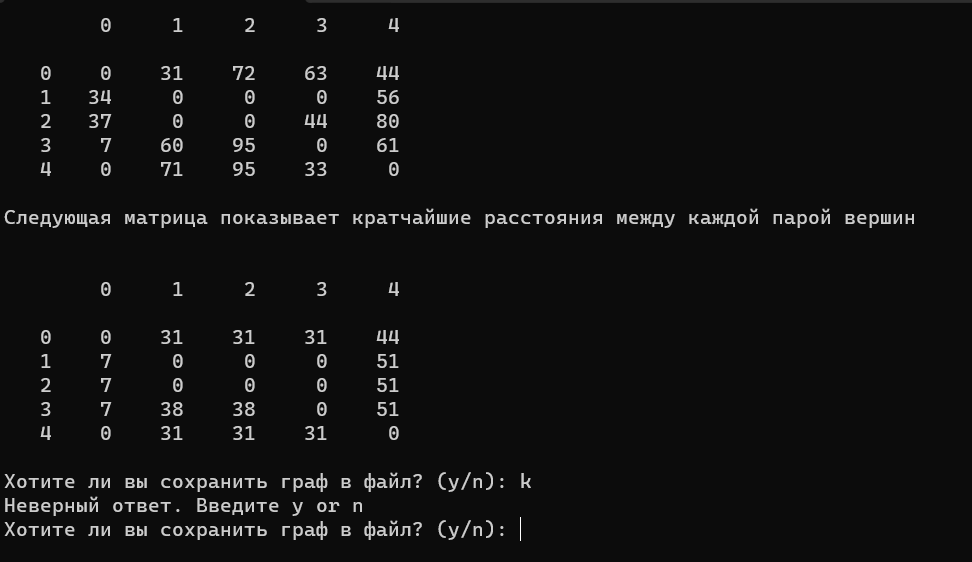 0 1 2 3 4
0 0 31 72 63 44
1 34 0 0 0 56
2 37 0 0 44 80
3 7 60 95 0 61
4 0 71 95 33 0
Следующая матрица показывает кратчайшие расстояния между каждой парой вершин
0 1 2 3 4
0 0 31 31 31 44
1 7 0 0 0 51
2 7 0 0 0 51
3 7 38 38 0 51
4 0 31 31 31 0
Хотите ли вы сохранить граф в файл? (y/n): k
Неверный ответ. Введите y or n
Хотите ли вы сохранить граф в файл? (y/n):